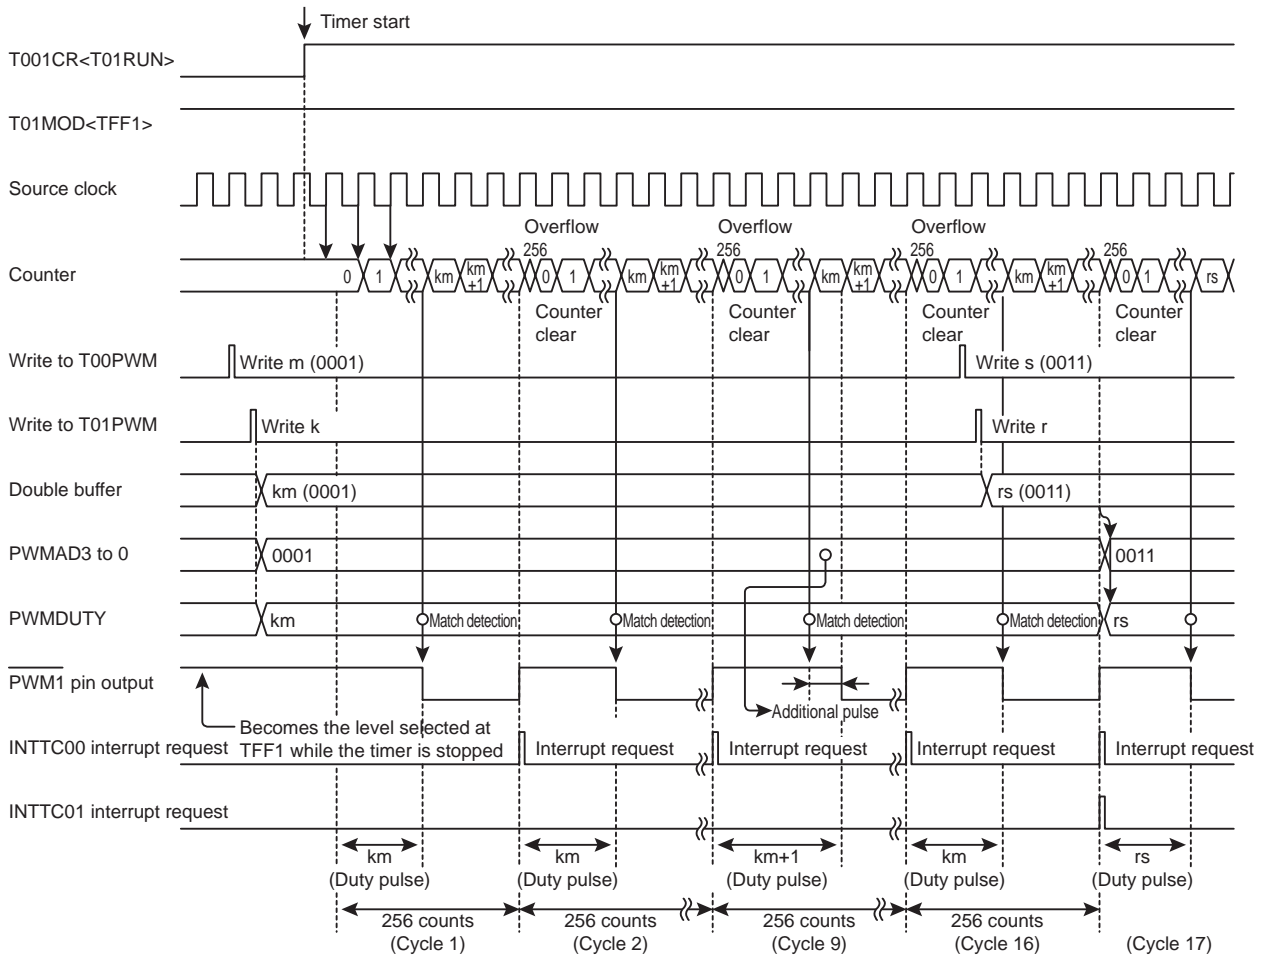 Timer start
T001CR<T01RUN>
T01MOD<TFF1>
Source clock
Overflow Overflow Overflow
256 256 256 256
Counter 0 1 km km +1 0 1 km km +1 0 1 km km +1 0 1 km km +1 0 1 rs
Counter clear Counter clear Counter clear Counter clear
Write to T00PWM Write m (0001) Write s (0011)
Write to T01PWM Write k Write r
Double buffer km (0001) rs (0011)
PWMAD3 to 0 0001 0011
PWMDUTY km Match detection Match detection Match detection Match detection rs
PWM1 pin output
Additional pulse
Becomes the level selected at
TFF1 while the timer is stopped
INTTC00 interrupt request Interrupt request Interrupt request Interrupt request Interrupt request
INTTC01 interrupt request
km km km+1 km rs
(Duty pulse) (Duty pulse) (Duty pulse) (Duty pulse) (Duty pulse)
256 counts 256 counts 256 counts 256 counts
(Cycle 1) (Cycle 2) (Cycle 9) (Cycle 16) (Cycle 17)